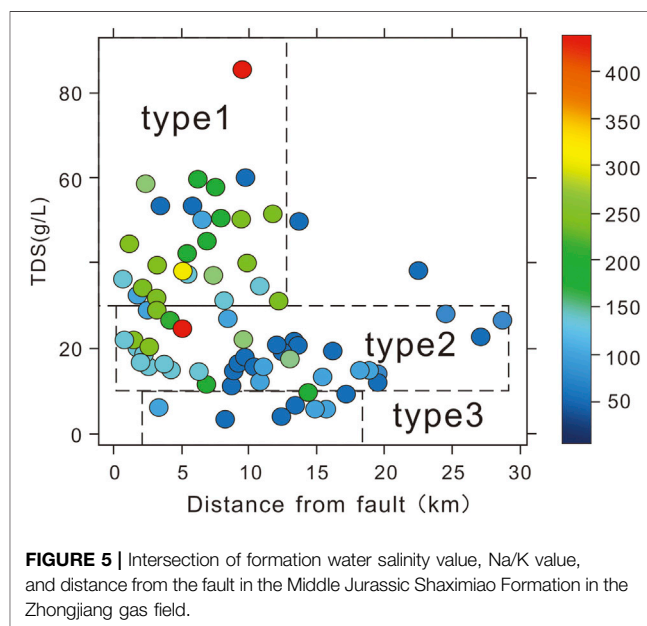 80
60
40
20
0
TDS(g/L)
type1
type2
type3
0 5 10 15 20 25 30
Distance from fault（km）
400
350
300
250
200
150
100
50
FIGURE 5 | Intersection of formation water salinity value, Na/K value,
and distance from the fault in the Middle Jurassic Shaximiao Formation in the
Zhongjiang gas field.